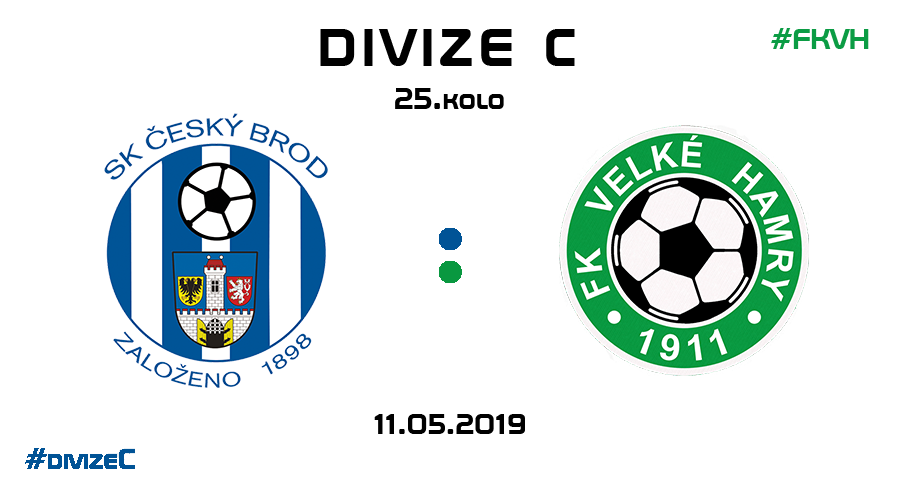 DIVIZE C
#FKVH
25.KOLO
SK ČESKÝ BROD
ZALOŽENO 1898
FK VELKÉ HAMRY
1911
11.05.2019
#DIVIZEC